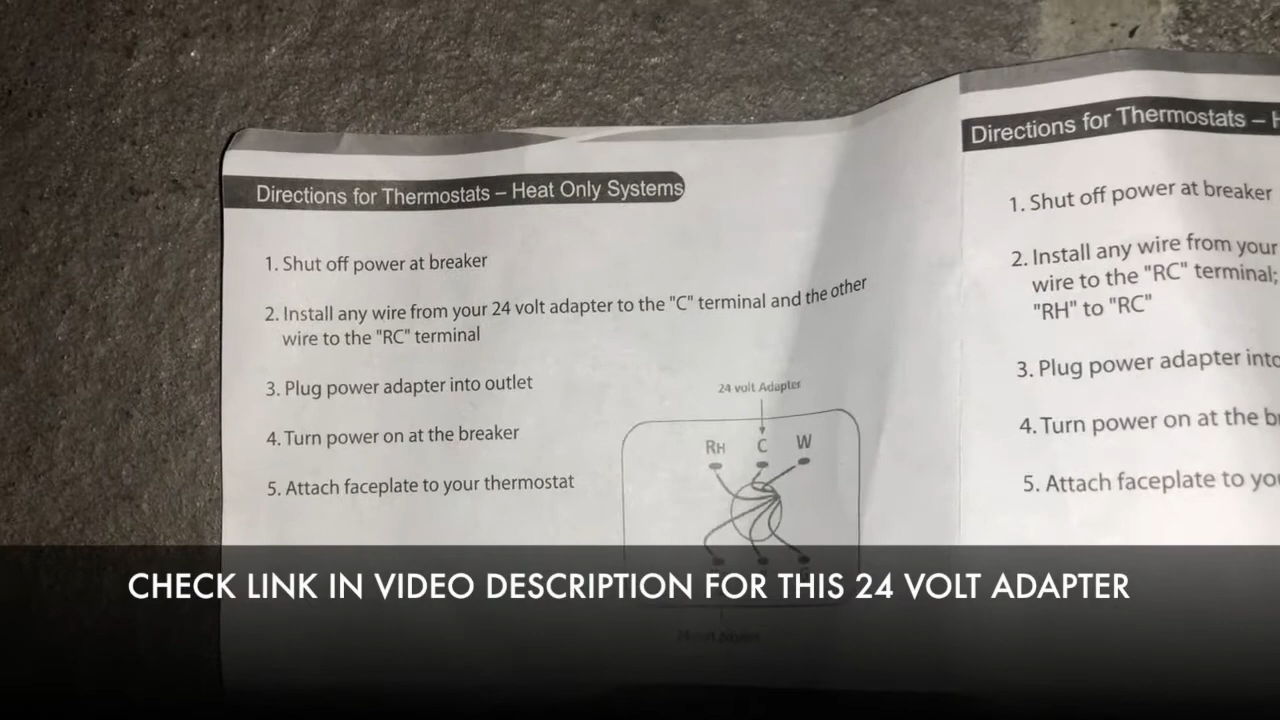 Directions for Thermostats – Heat Only Systems
1. Shut off power at breaker
2. Install any wire from your 24 volt adapter to the "C" terminal and the other
wire to the "RC" terminal
3. Plug power adapter into outlet
4. Turn power on at the breaker
5. Attach faceplate to your thermostat
24 volt Adapter
RH C W
Directions for Thermostats –
1. Shut off power at breaker
2. Install any wire from your
wire to the "RC" terminal;
"RH" to "RC"
3. Plug power adapter into
4. Turn power on at the
5. Attach faceplate to
CHECK LINK IN VIDEO DESCRIPTION FOR THIS 24 VOLT ADAPTER